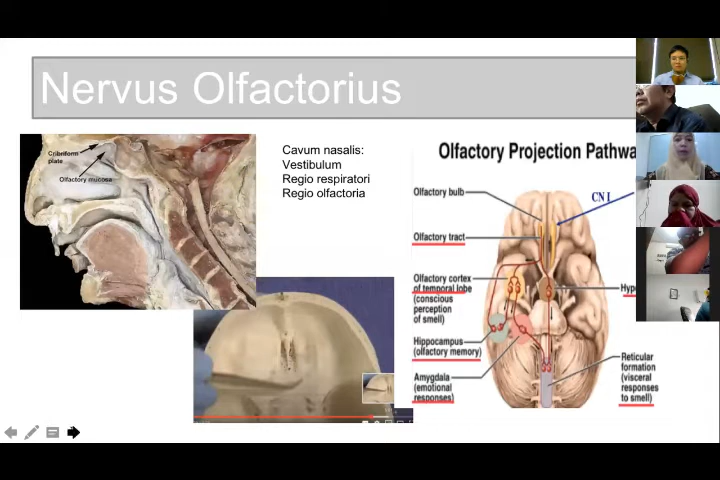 Nervus Olfactorius
Cribriform
plate
Olfactory mucosa
Cavum nasalis:
Vestibulum
Regio respiratori
Regio olfactoria
Olfactory Projection Pathwa
Olfactory bulb
CN I
Olfactory tract
Olfactory cortex
of temporal lobe
(conscious
perception
of smell)
Hyp
Hippocampus
(olfactory memory)
Amygdala
(emotional
responses)
Reticular
formation
(visceral
responses
to smell)